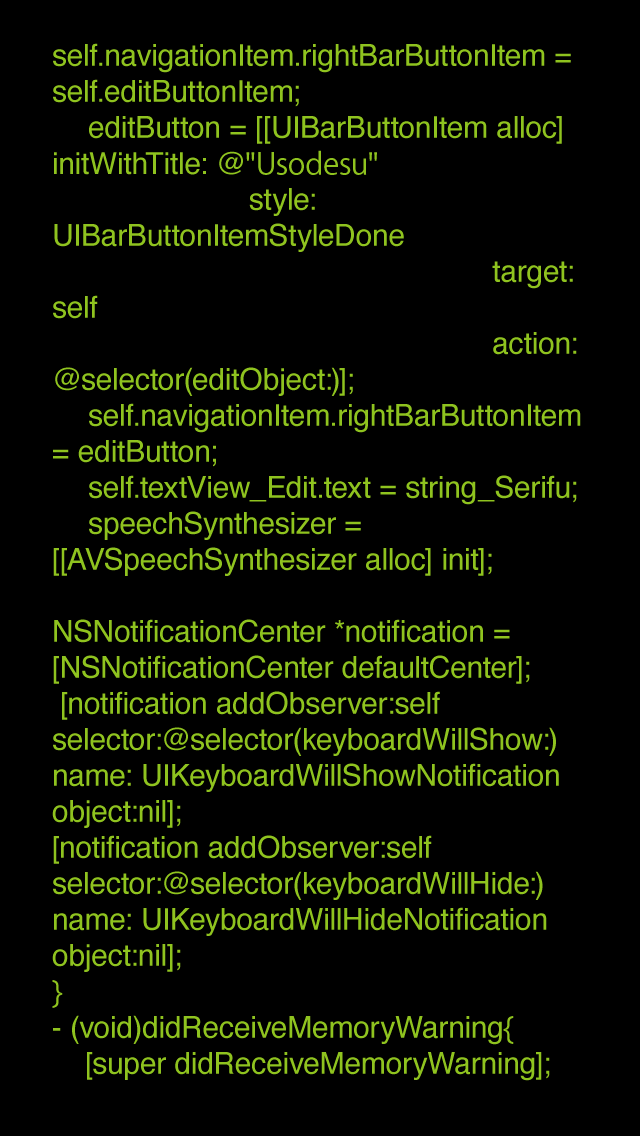 self.navigationItem.rightBarButtonItem =
self.editButtonItem;
editButton = [[UIBarButtonItem alloc]
initWithTitle: @"Usodesu"
style:
UIBarButtonItemStyleDone
target:
self
action:
@selector(editObject:)];
self.navigationItem.rightBarButtonItem
= editButton;
self.textView_Edit.text = string_Serifu;
speechSynthesizer =
[[AVSpeechSynthesizer alloc] init];
NSNotificationCenter *notification =
[NSNotificationCenter defaultCenter];
[notification addObserver:self
selector:@selector(keyboardWillShow:)
name: UIKeyboardWillShowNotification
object:nil];
[notification addObserver:self
selector:@selector(keyboardWillHide:)
name: UIKeyboardWillHideNotification
object:nil];
}
- (void)didReceiveMemoryWarning{
[super didReceiveMemoryWarning];